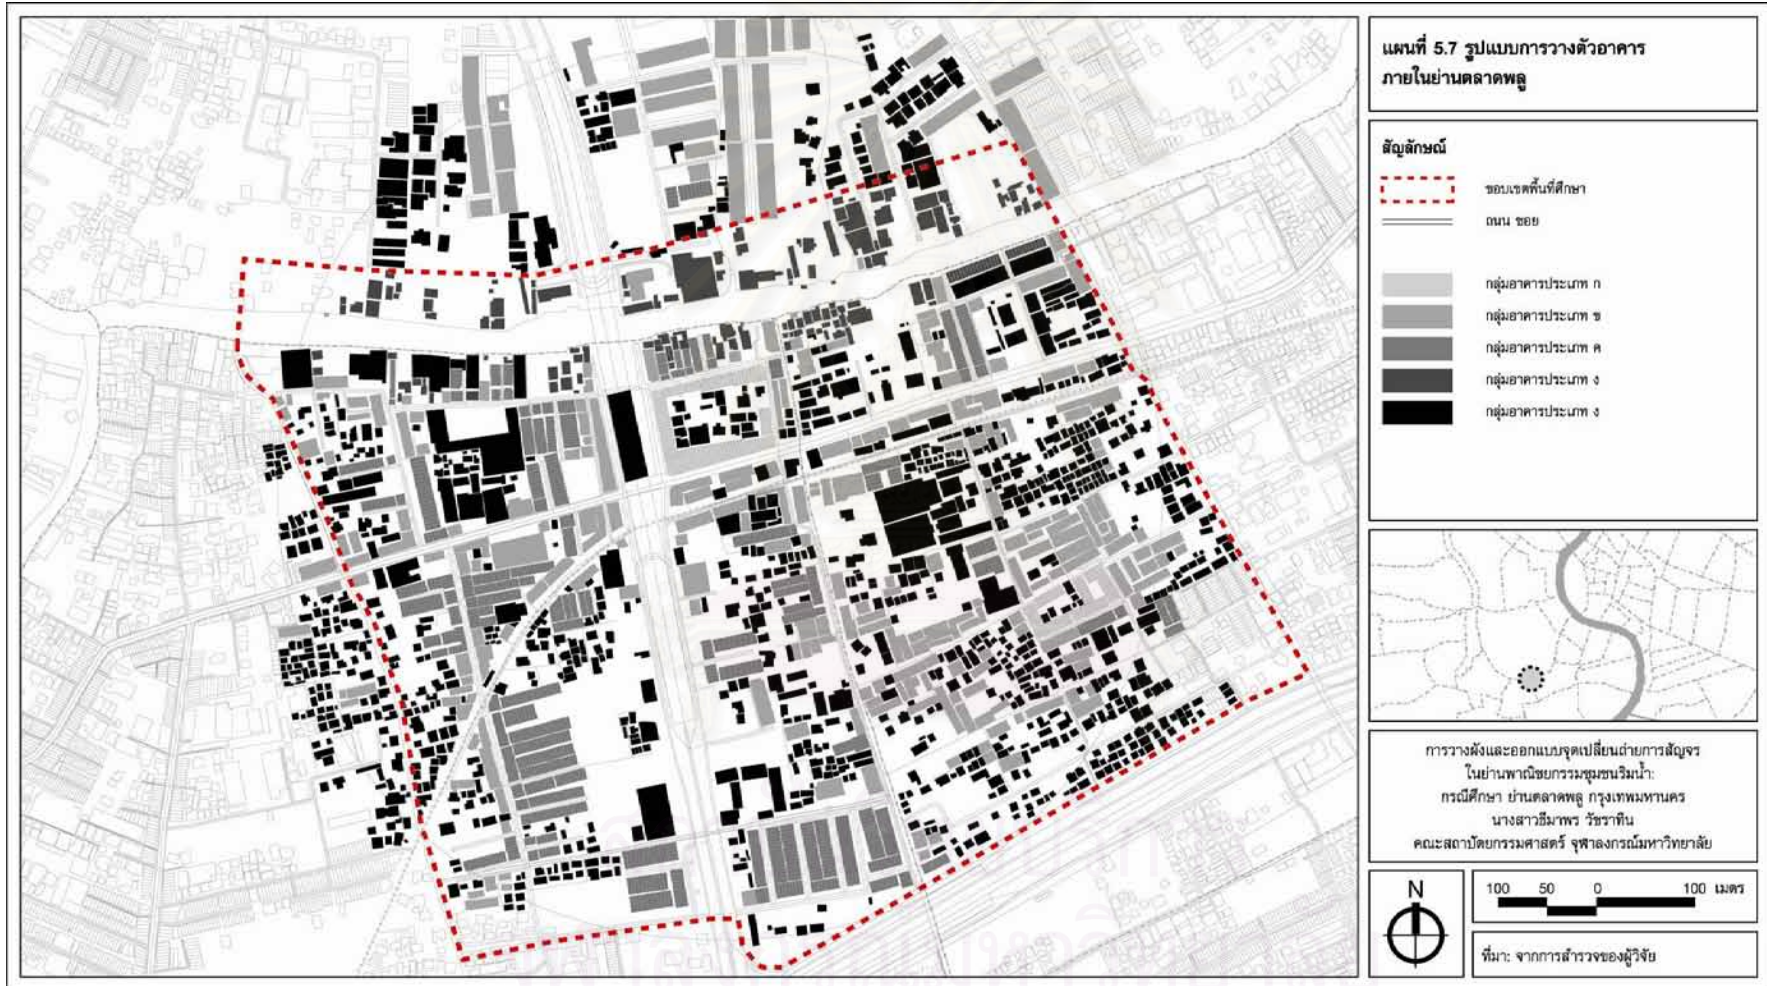 แผนที่ 5.7 รูปแบบการวางตัวอาคาร
ภายในย่านตลาดพลู
สัญลักษณ์
ขอบเขตพื้นที่ศึกษา
ถนน ซอย
กลุ่มอาคารประเภท ก
กลุ่มอาคารประเภท ข
กลุ่มอาคารประเภท ค
กลุ่มอาคารประเภท ง
กลุ่มอาคารประเภท ง
การวางผังและออกแบบจุดเปลี่ยนถ่ายการสัญจร
ในย่านพาณิชยกรรมชุมชนริมน้ำ:
กรณีศึกษา ย่านตลาดพลู กรุงเทพมหานคร
นางสาวธีมาพร วัชราทิน
คณะสถาปัตยกรรมศาสตร์ จุฬาลงกรณ์มหาวิทยาลัย
N
100 50 0 100 เมตร
ที่มา: จากการสำรวจของผู้วิจัย